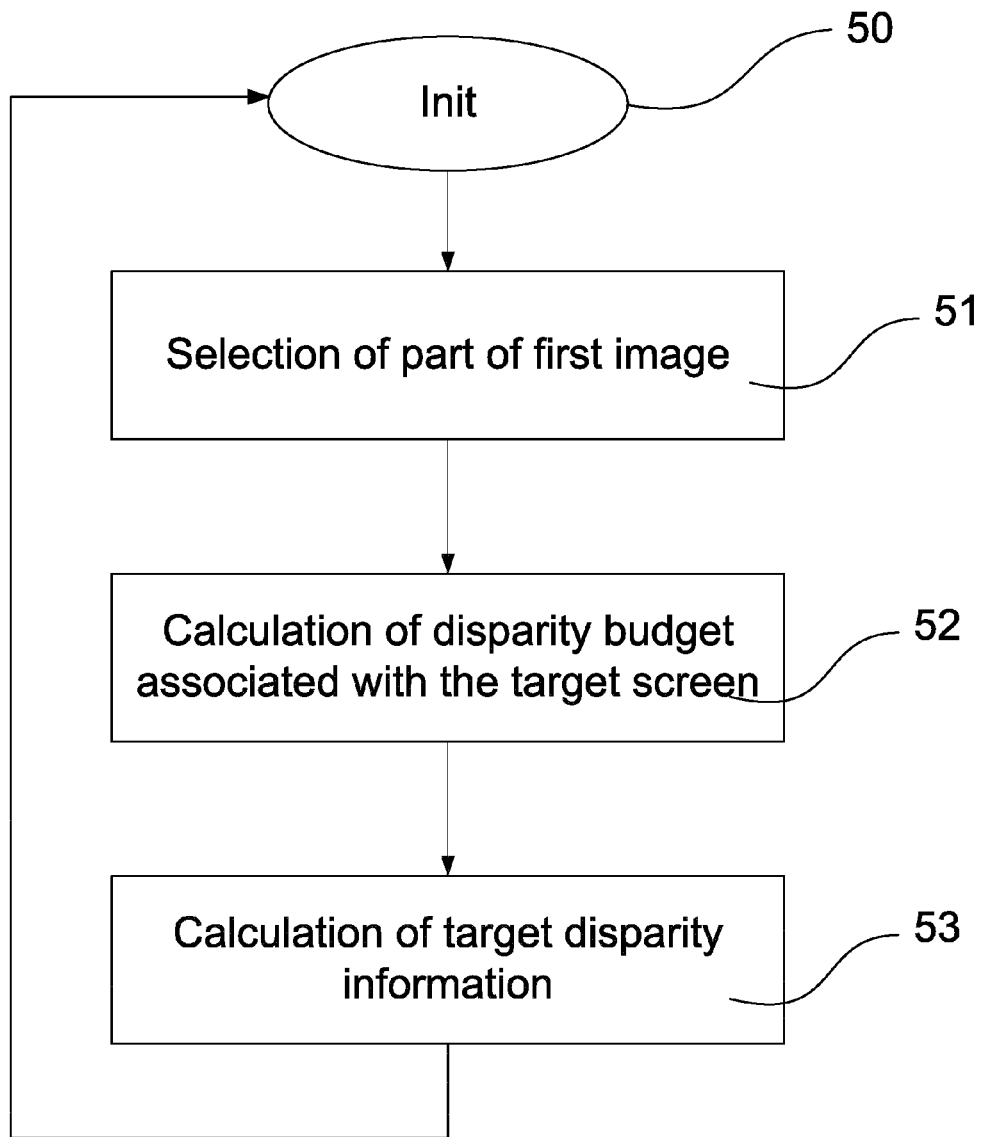 50
Init
51
Selection of part of first image
52
Calculation of disparity budget
associated with the target screen
53
Calculation of target disparity
information